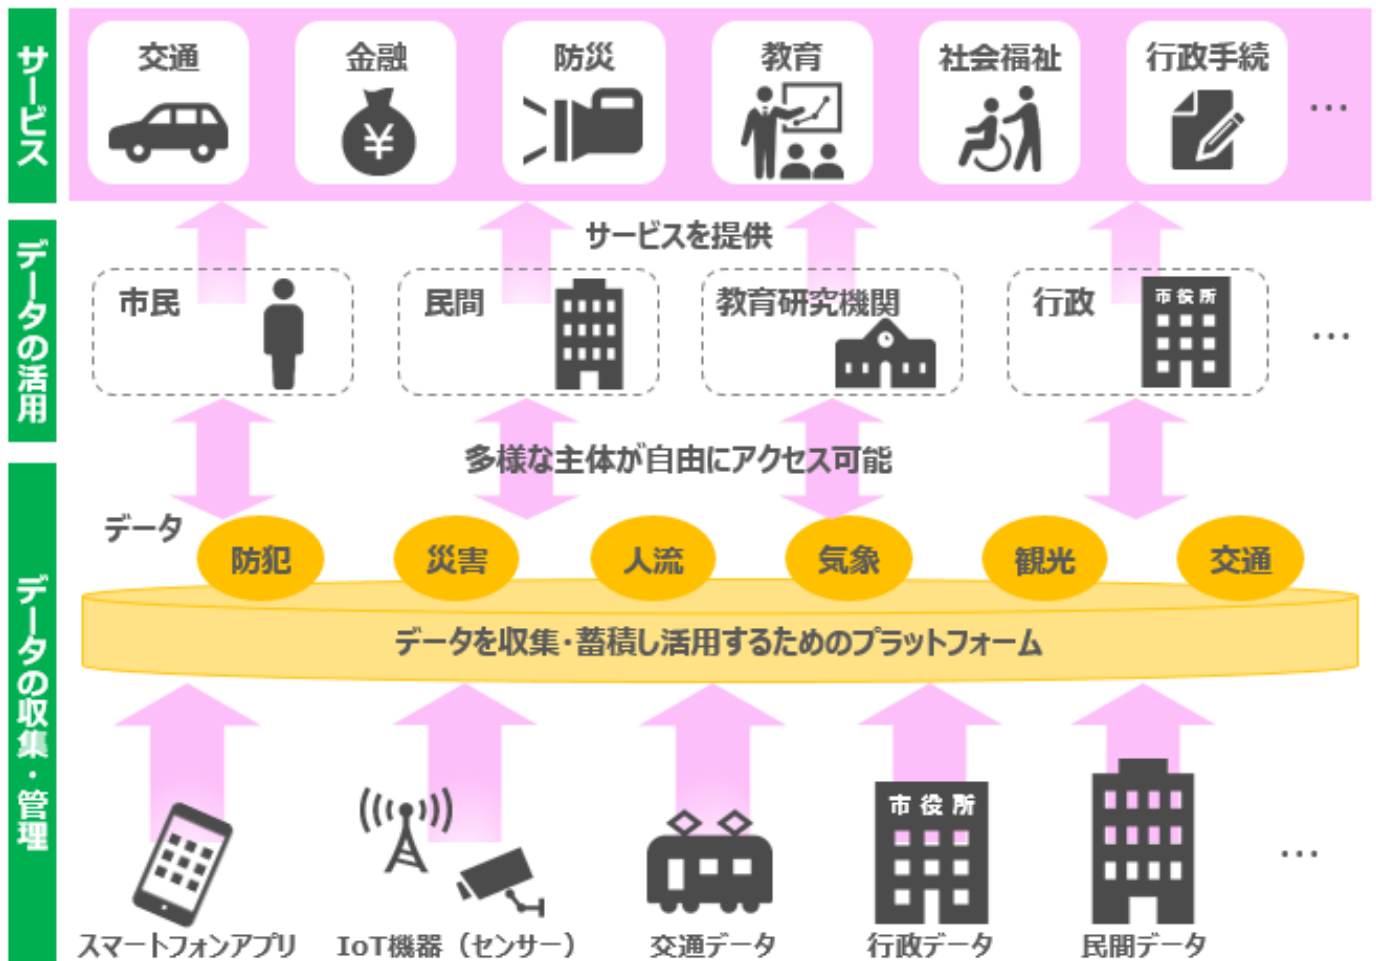 サービス
交通
金融
防災
教育
社会福祉
行政手続
…
¥
サービスを提供
データの活用
市民
民間
教育研究機関
行政
市役所
…
多様な主体が自由にアクセス可能
データの収集・管理
データ
防犯
災害
人流
気象
観光
交通
データを収集・蓄積し活用するためのプラットフォーム
市役所
…
スマートフォンアプリ
IoT機器（センサー）
交通データ
行政データ
民間データ